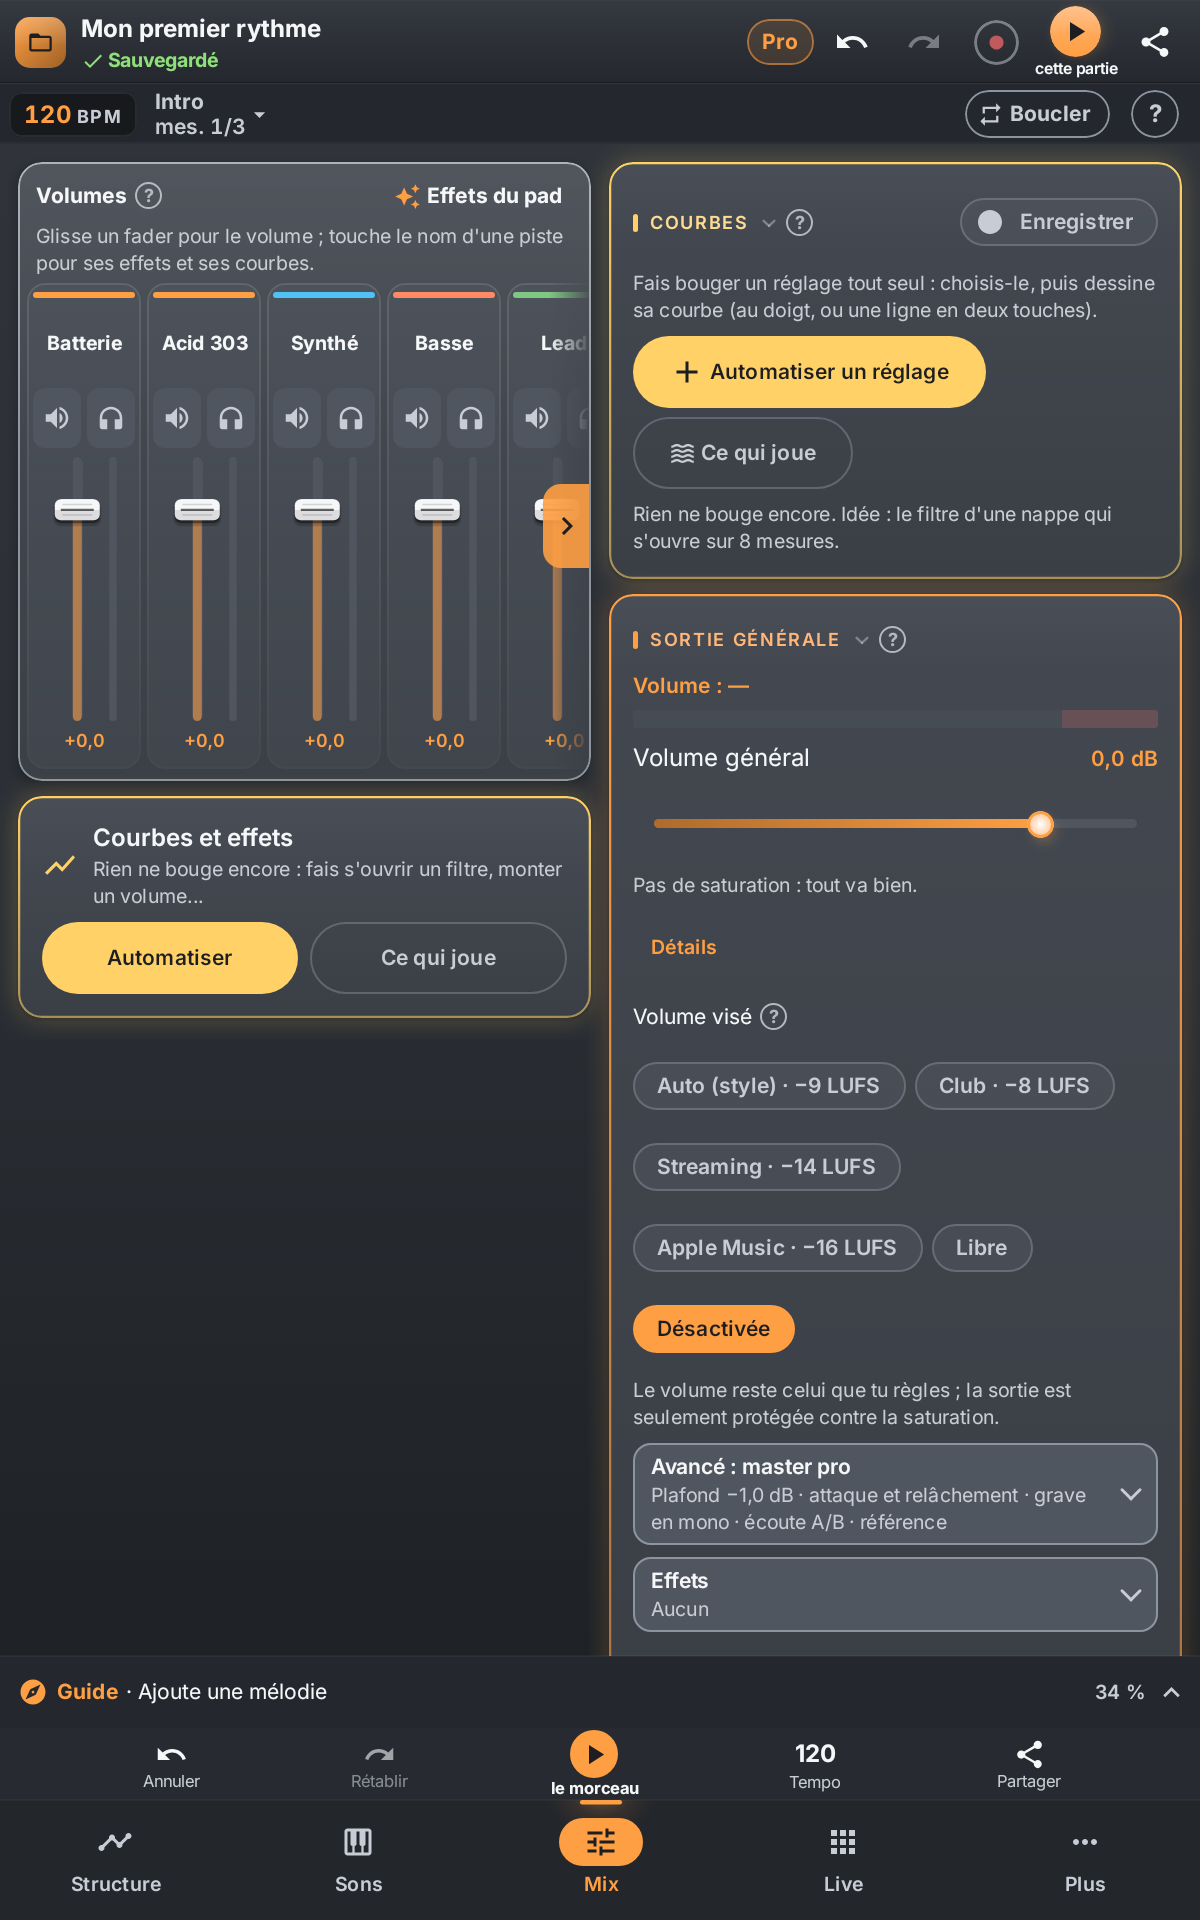 Mon premier rythme
Sauvegardé
Pro
cette partie
120 BPM
Intro
mes. 1/3
Boucler
?
Volumes ?
Effets du pad
Glisse un fader pour le volume ; touche le nom d'une piste
pour ses effets et ses courbes.
Batterie
Acid 303
Synthé
Basse
Lead
+0,0
+0,0
+0,0
+0,0
+0,0
Courbes et effets
Rien ne bouge encore : fais s'ouvrir un filtre, monter
un volume...
Automatiser
Ce qui joue
COURBES ?
Enregistrer
Fais bouger un réglage tout seul : choisis-le, puis dessine
sa courbe (au doigt, ou une ligne en deux touches).
Automatiser un réglage
Ce qui joue
Rien ne bouge encore. Idée : le filtre d'une nappe qui
s'ouvre sur 8 mesures.
SORTIE GÉNÉRALE ?
Volume : —
Volume général
0,0 dB
Pas de saturation : tout va bien.
Détails
Volume visé ?
Auto (style) · −9 LUFS
Club · −8 LUFS
Streaming · −14 LUFS
Apple Music · −16 LUFS
Libre
Désactivée
Le volume reste celui que tu règles ; la sortie est
seulement protégée contre la saturation.
Avancé : master pro
Plafond −1,0 dB · attaque et relâchement · grave
en mono · écoute A/B · référence
Effets
Aucun
Guide · Ajoute une mélodie
34 %
Annuler
Rétablir
le morceau
120
Tempo
Partager
Structure
Sons
Mix
Live
Plus